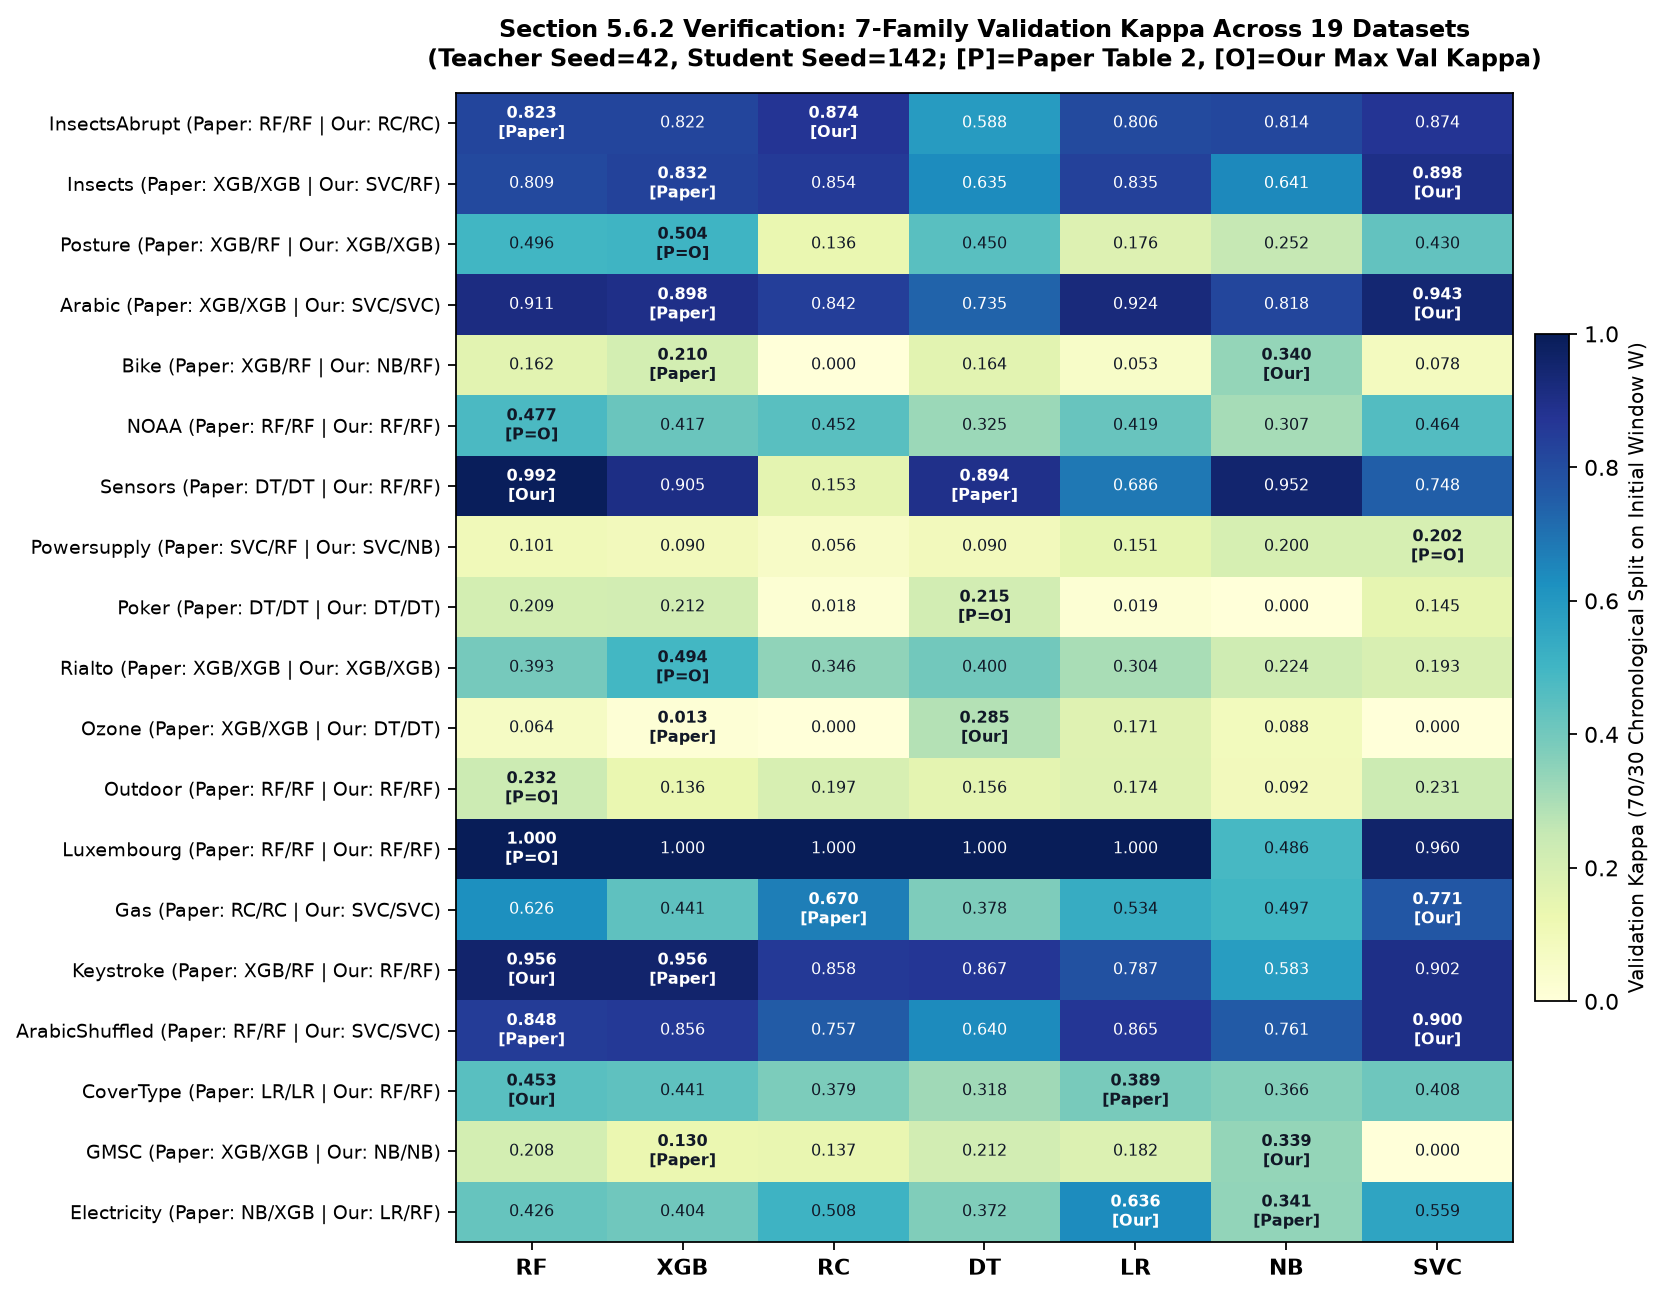 Section 5.6.2 Verification: 7-Family Validation Kappa Across 19 Datasets
(Teacher Seed=42, Student Seed=142; [P]=Paper Table 2, [O]=Our Max Val Kappa)
InsectsAbrupt (Paper: RF/RF | Our: RC/RC) 0.823 [Paper] 0.822 0.874 [Our] 0.588 0.806 0.814 0.874
Insects (Paper: XGB/XGB | Our: SVC/RF) 0.809 0.832 [Paper] 0.854 0.635 0.835 0.641 0.898 [Our]
Posture (Paper: XGB/RF | Our: XGB/XGB) 0.496 0.504 [P=O] 0.136 0.450 0.176 0.252 0.430
Arabic (Paper: XGB/XGB | Our: SVC/SVC) 0.911 0.898 [Paper] 0.842 0.735 0.924 0.818 0.943 [Our]
Bike (Paper: XGB/RF | Our: NB/RF) 0.162 0.210 [Paper] 0.000 0.164 0.053 0.340 [Our] 0.078
NOAA (Paper: RF/RF | Our: RF/RF) 0.477 [P=O] 0.417 0.452 0.325 0.419 0.307 0.464
Sensors (Paper: DT/DT | Our: RF/RF) 0.992 [Our] 0.905 0.153 0.894 [Paper] 0.686 0.952 0.748
Powersupply (Paper: SVC/RF | Our: SVC/NB) 0.101 0.090 0.056 0.090 0.151 0.200 0.202 [P=O]
Poker (Paper: DT/DT | Our: DT/DT) 0.209 0.212 0.018 0.215 [P=O] 0.019 0.000 0.145
Rialto (Paper: XGB/XGB | Our: XGB/XGB) 0.393 0.494 [P=O] 0.346 0.400 0.304 0.224 0.193
Ozone (Paper: XGB/XGB | Our: DT/DT) 0.064 0.013 [Paper] 0.000 0.285 [Our] 0.171 0.088 0.000
Outdoor (Paper: RF/RF | Our: RF/RF) 0.232 [P=O] 0.136 0.197 0.156 0.174 0.092 0.231
Luxembourg (Paper: RF/RF | Our: RF/RF) 1.000 [P=O] 1.000 1.000 1.000 1.000 0.486 0.960
Gas (Paper: RC/RC | Our: SVC/SVC) 0.626 0.441 0.670 [Paper] 0.378 0.534 0.497 0.771 [Our]
Keystroke (Paper: XGB/RF | Our: RF/RF) 0.956 [Our] 0.956 [Paper] 0.858 0.867 0.787 0.583 0.902
ArabicShuffled (Paper: RF/RF | Our: SVC/SVC) 0.848 [Paper] 0.856 0.757 0.640 0.865 0.761 0.900 [Our]
CoverType (Paper: LR/LR | Our: RF/RF) 0.453 [Our] 0.441 0.379 0.318 0.389 [Paper] 0.366 0.408
GMSC (Paper: XGB/XGB | Our: NB/NB) 0.208 0.130 [Paper] 0.137 0.212 0.182 0.339 [Our] 0.000
Electricity (Paper: NB/XGB | Our: LR/RF) 0.426 0.404 0.508 0.372 0.636 [Our] 0.341 [Paper] 0.559
RF XGB RC DT LR NB SVC
1.0
0.8
0.6
0.4
0.2
0.0
Validation Kappa (70/30 Chronological Split on Initial Window W)